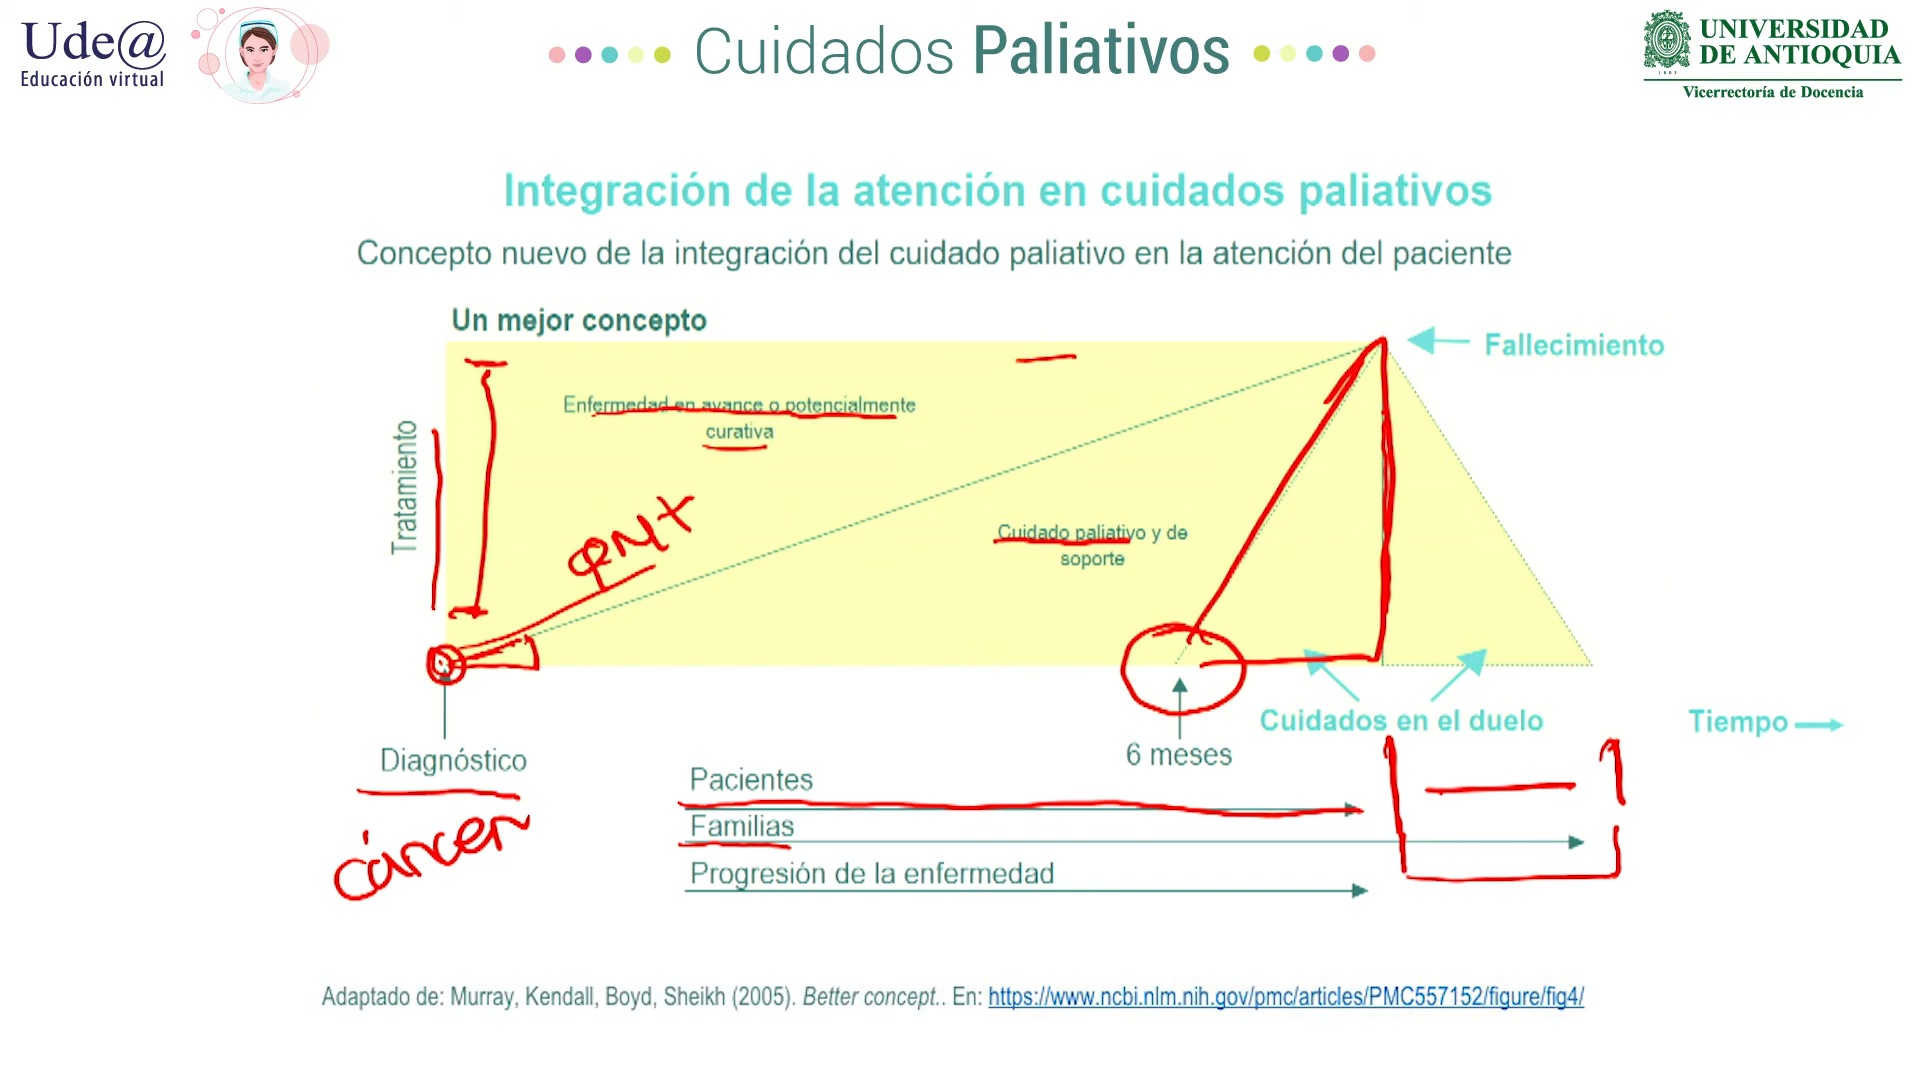 Ude@
Educación virtual
Cuidados Paliativos
UNIVERSIDAD
DE ANTIOQUIA
1803
Vicerrectoría de Docencia
Integración de la atención en cuidados paliativos
Concepto nuevo de la integración del cuidado paliativo en la atención del paciente
Un mejor concepto
Fallecimiento
Enfermedad en avance o potencialmente
curativa
Tratamiento
Cuidado paliativo y de
soporte
Cuidados en el duelo
Tiempo
Diagnóstico
6 meses
cáncer
Pacientes
Familias
Progresión de la enfermedad
Adaptado de: Murray, Kendall, Boyd, Sheikh (2005). Better concept.. En: https://www.ncbi.nlm.nih.gov/pmc/articles/PMC557152/figure/fig4/